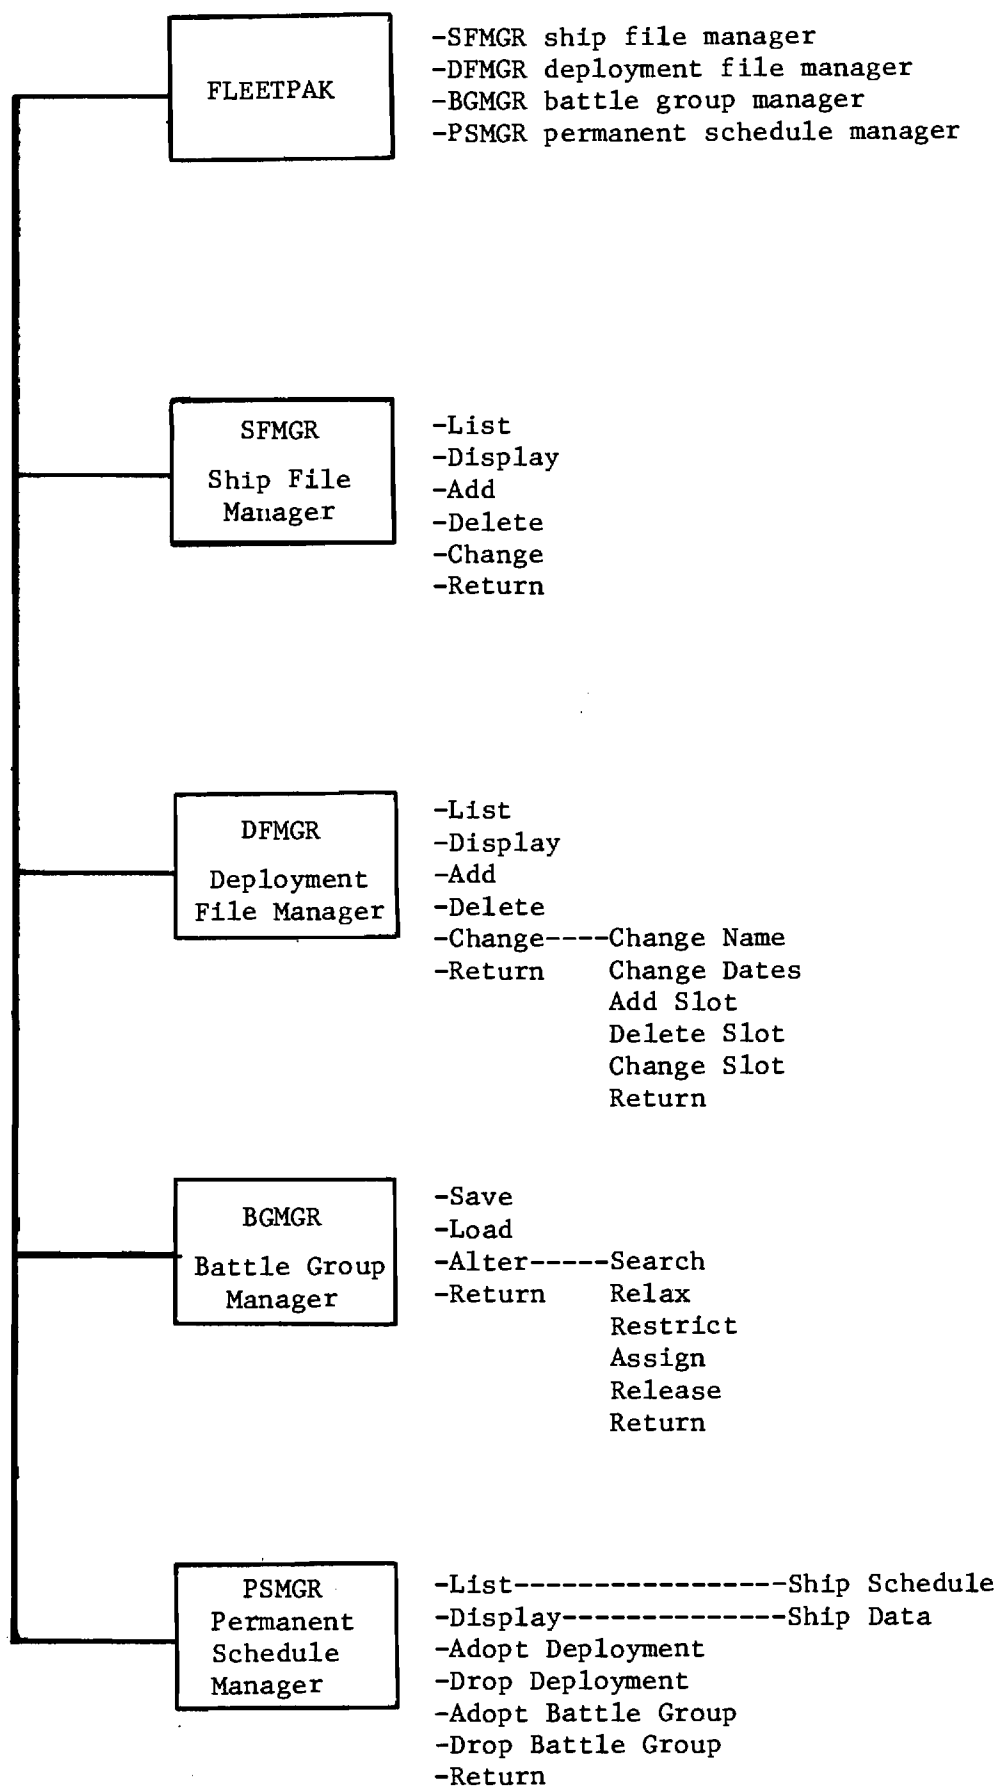 FLEETPAK
-SFMGR ship file manager
-DFMGR deployment file manager
-BGMGR battle group manager
-PSMGR permanent schedule manager
SFMGR
Ship File
Manager
-List
-Display
-Add
-Delete
-Change
-Return
DFMGR
Deployment
File Manager
-List
-Display
-Add
-Delete
-Change----Change Name
-Return Change Dates
Add Slot
Delete Slot
Change Slot
Return
BGMGR
Battle Group
Manager
-Save
-Load
-Alter-----Search
-Return Relax
Restrict
Assign
Release
Return
PSMGR
Permanent
Schedule
Manager
-List-----------------Ship Schedule
-Display--------------Ship Data
-Adopt Deployment
-Drop Deployment
-Adopt Battle Group
-Drop Battle Group
-Return